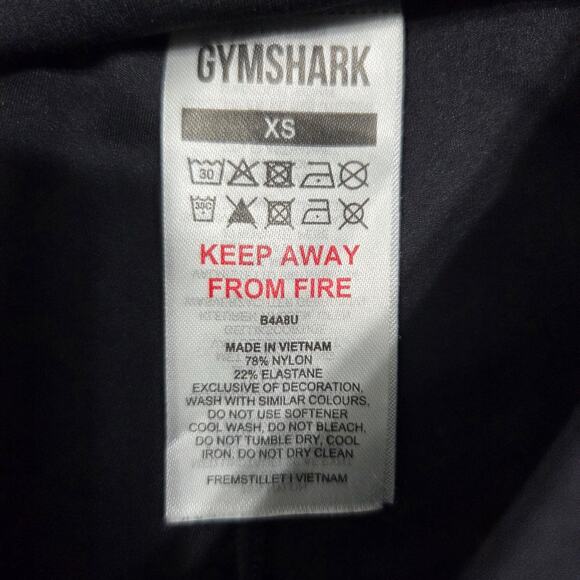 GYMSHARK
XS
30
30C
KEEP AWAY
FROM FIRE
B4A8U
MADE IN VIETNAM
78% NYLON
22% ELASTANE
EXCLUSIVE OF DECORATION.
WASH WITH SIMILAR COLOURS,
DO NOT USE SOFTENER
COOL WASH, DO NOT BLEACH,
DO NOT TUMBLE DRY, COOL
IRON, DO NOT DRY CLEAN
FREMSTILLET I VIETNAM